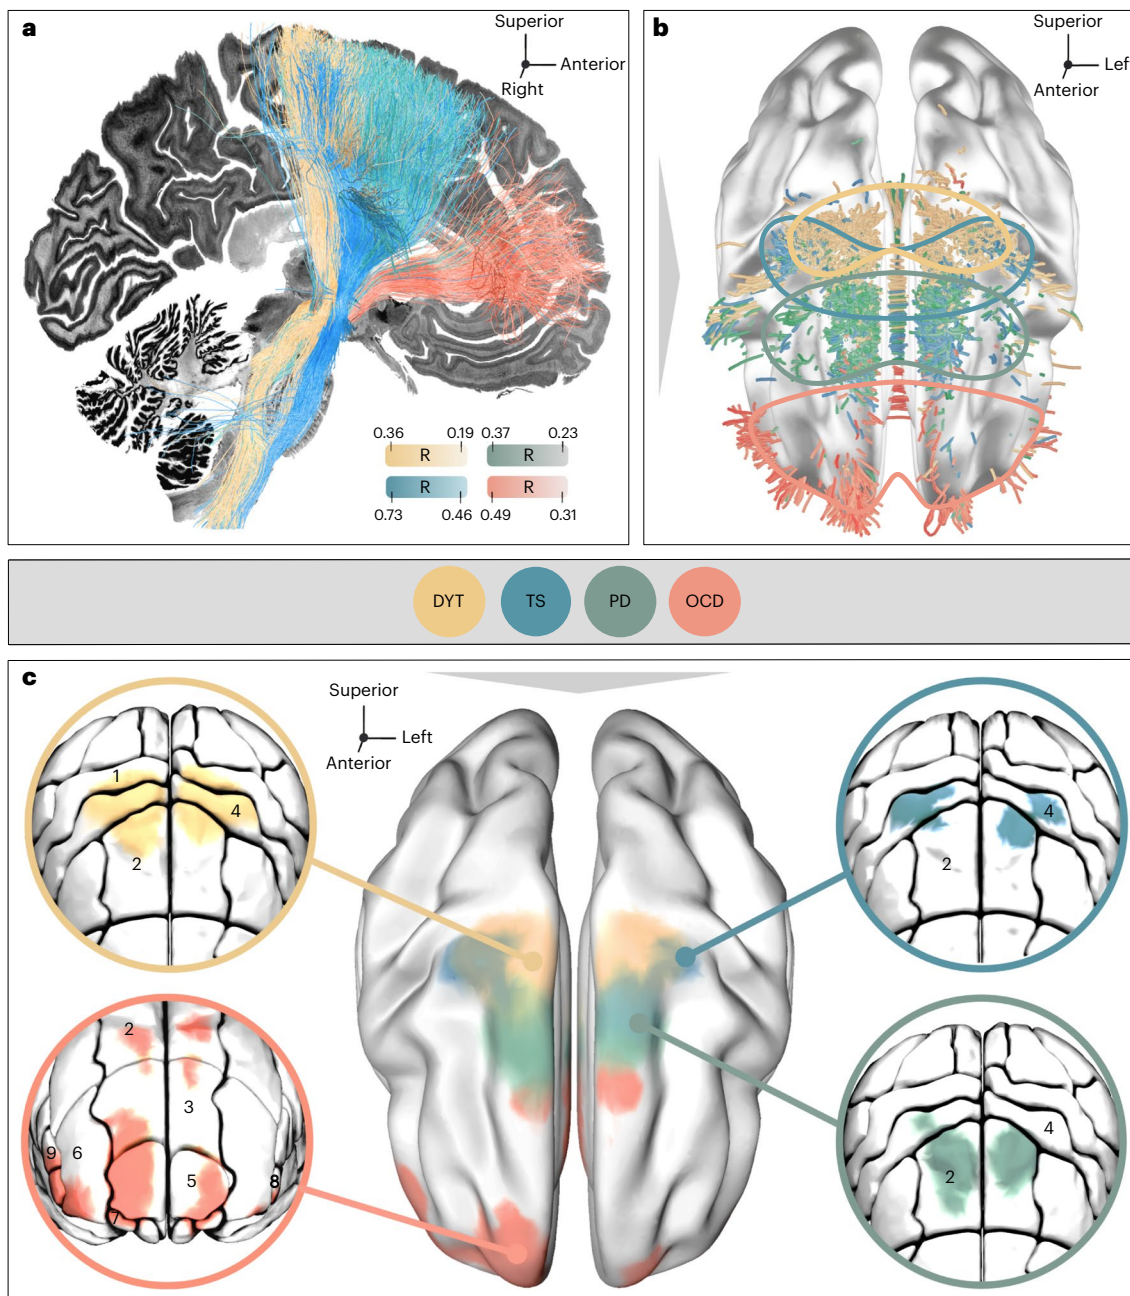 a
Superior
Anterior
Right
0.36
0.19
0.37
0.23
R
R
R
R
0.73
0.46
0.49
0.31
b
Superior
Lef
Anterior
DYT
TS
PD
OCD
c
Superior
Left
Anterior
1
4
2
4
2
2
3
9
6
5
8
7
4
2